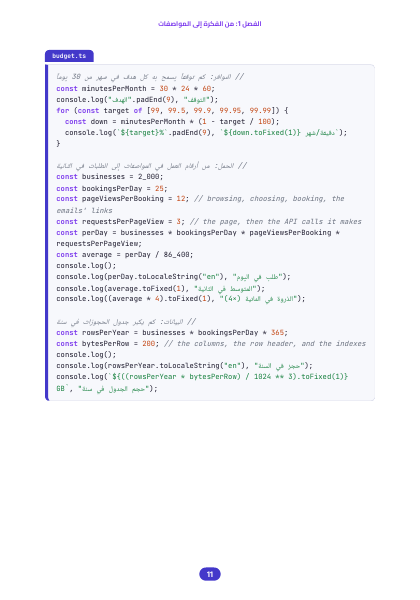 الفصل 1: من الفكرة إلى المواصفات
budget.ts
// التوافر: كم توقفاً يسمح به كل هدف في شهر من 30 يوماً
const minutesPerMonth = 30 * 24 * 60;
console.log("الهدف".padEnd(9), "التوقف");
for (const target of [99, 99.5, 99.9, 99.95, 99.99]) {
  const down = minutesPerMonth * (1 - target / 100);
  console.log(`${target}%`.padEnd(9), `${down.toFixed(1)} دقيقة/شهر`);
}
// الحمل: من أرقام العمل في المواصفات إلى الطلبات في الثانية
const businesses = 2_000;
const bookingsPerDay = 25;
const pageViewsPerBooking = 12; // browsing, choosing, booking, the
emails' links
const requestsPerPageView = 3; // the page, then the API calls it makes
const perDay = businesses * bookingsPerDay * pageViewsPerBooking *
requestsPerPageView;
const average = perDay / 86_400;
console.log();
console.log(perDay.toLocaleString("en"), "طلب في اليوم");
console.log(average.toFixed(1), "المتوسط في الثانية");
console.log((average * 4).toFixed(1), "الذروة في الثانية (×4)");
// البيانات: كم يكبر جدول الحجوزات في سنة
const rowsPerYear = businesses * bookingsPerDay * 365;
const bytesPerRow = 200; // the columns, the row header, and the indexes
console.log();
console.log(rowsPerYear.toLocaleString("en"), "حجز في السنة");
console.log(`${((rowsPerYear * bytesPerRow) / 1024 ** 3).toFixed(1)}
GB`, "حجم الجدول في سنة");
11